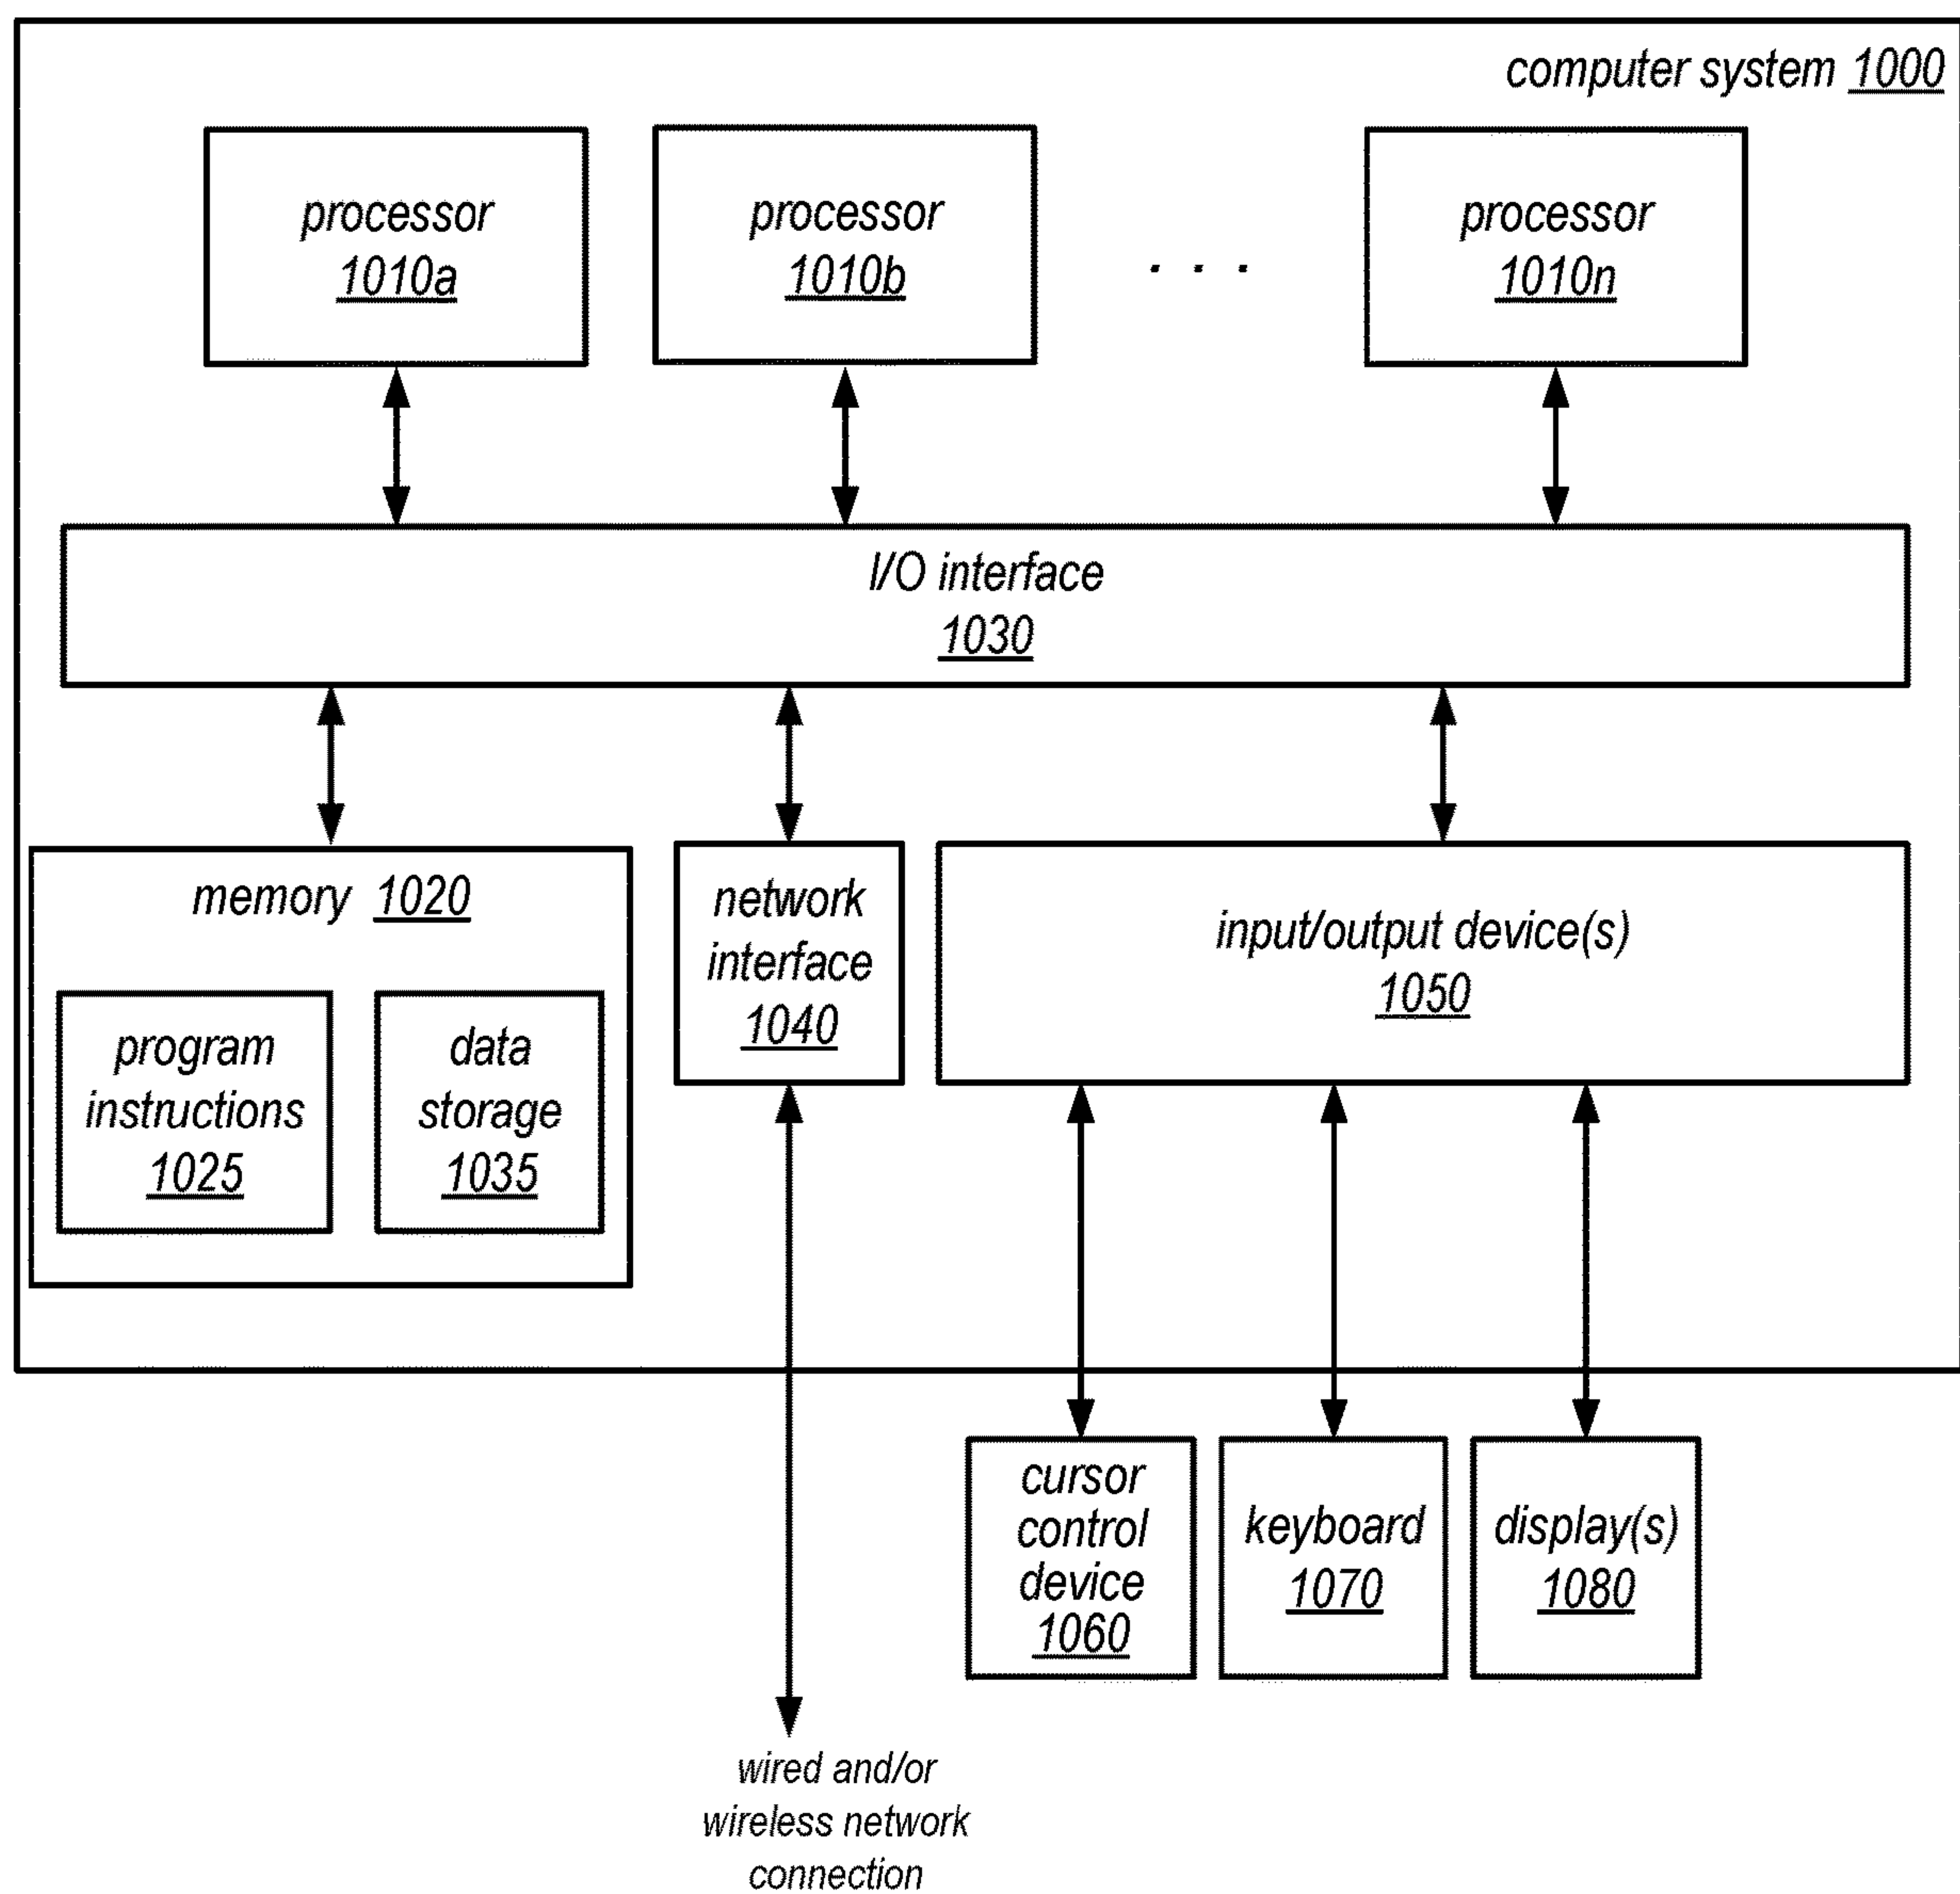 computer system 1000
processor
1010a
processor
1010b
. . .
processor
1010n
I/O interface
1030
memory 1020
program
instructions
1025
data
storage
1035
network
interface
1040
input/output device(s)
1050
cursor
control
device
1060
keyboard
1070
display(s)
1080
wired and/or
wireless network
connection